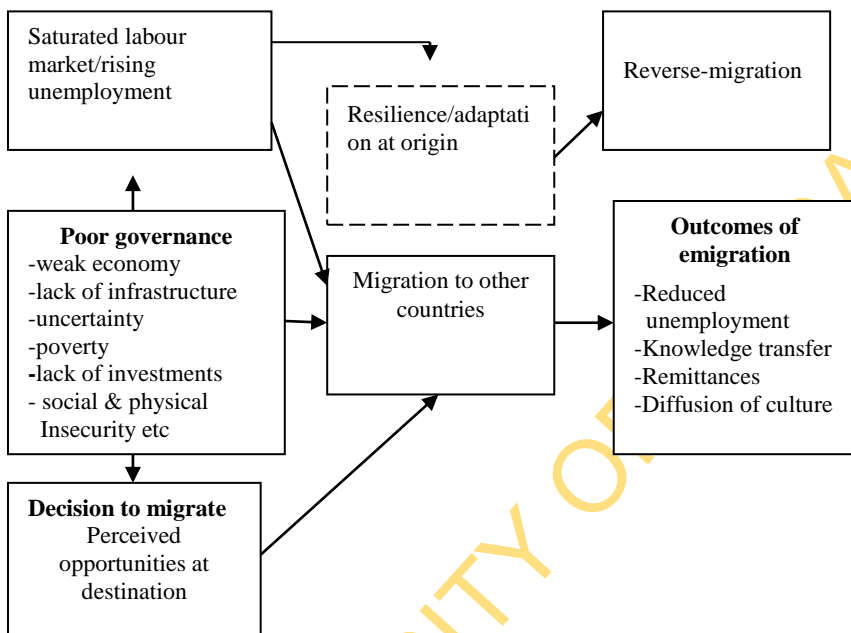 Saturated labour
market/rising
unemployment
Resilience/adaptati
on at origin
Reverse-migration
Poor governance
-weak economy
-lack of infrastructure
-uncertainty
-poverty
-lack of investments
- social & physical
Insecurity etc
Migration to other
countries
Outcomes of
emigration
-Reduced
unemployment
-Knowledge transfer
-Remittances
-Diffusion of culture
Decision to migrate
Perceived
opportunities at
destination